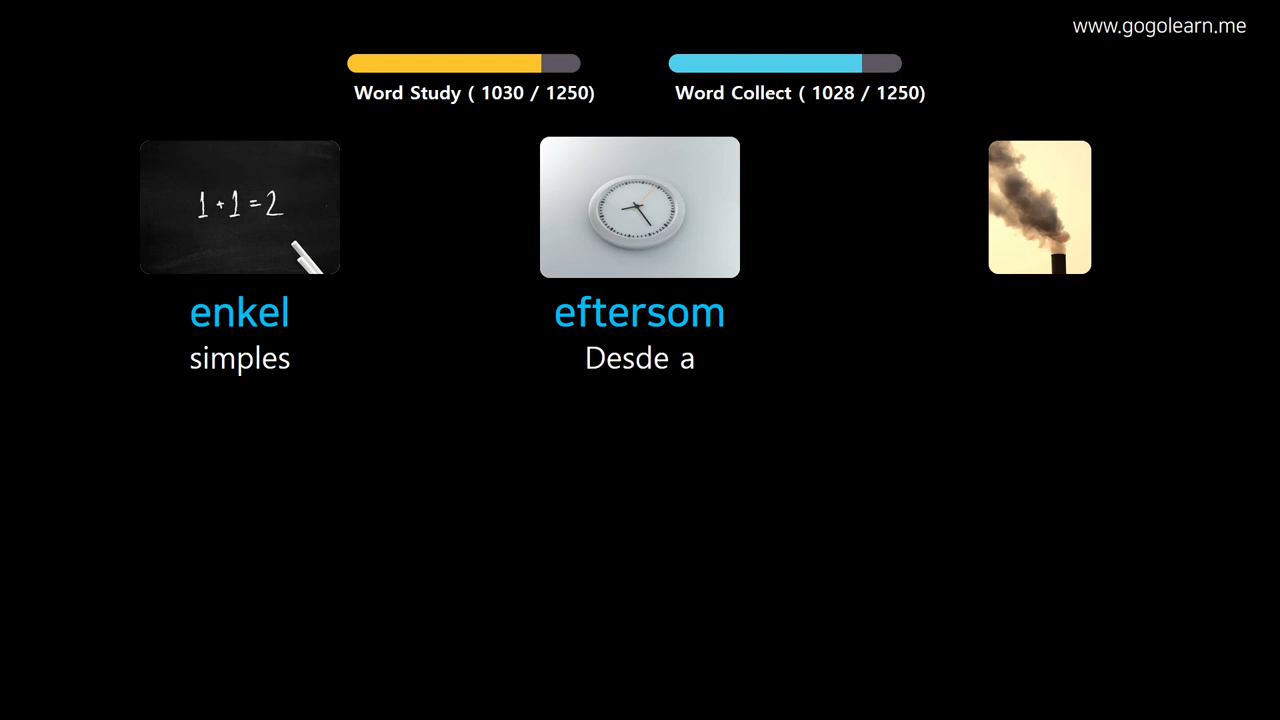 www.gogolearn.me
Word Study ( 1030 / 1250)
Word Collect ( 1028 / 1250)
1+1=2
enkel
simples
eftersom
Desde a